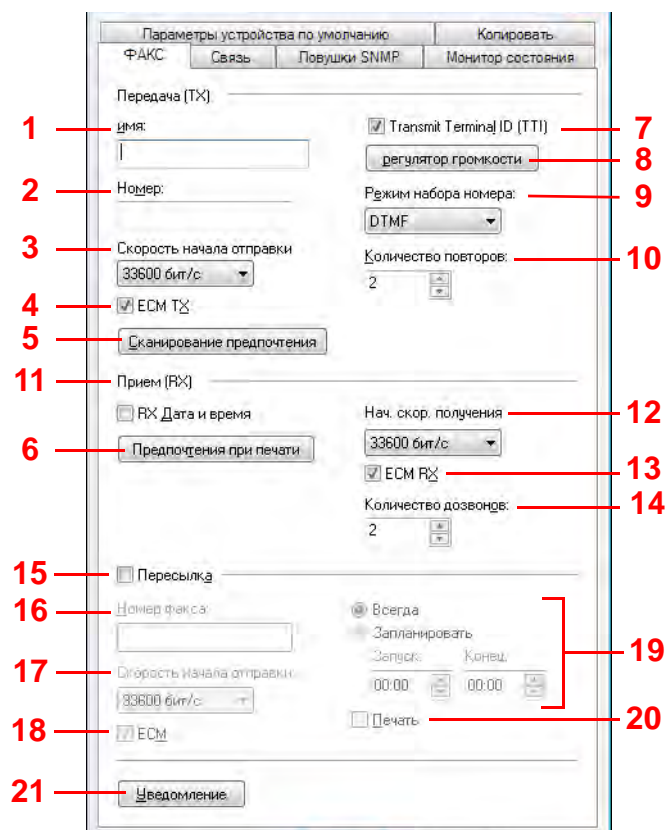 Параметры устройства по умолчанию Копировать
ФАКС Связь Ловушки SNMP Монитор состояния
Передача (TX)
1 имя: Transmit Terminal ID (TTI) 7
регулятор громкости 8
2 Номер: Режим набора номера: 9
DTMF
3 Скорость начала отправки Количество повторов: 10
33600 бит/с 2
4 ECM TX
5 Сканирование предпочтения
11 Прием (RX)
RX Дата и время Нач. скор. получения 12
6 Предпочтения при печати 33600 бит/с
ECM RX 13
Количество дозвонов: 14
2
15 Пересылка
16 Номер факса: Всегда
Запланировать
Запуск: Конец: 19
17 Скорость начала отправки:
33600 бит/с 00:00 00:00
18 ECM Печать 20
21 Уведомление